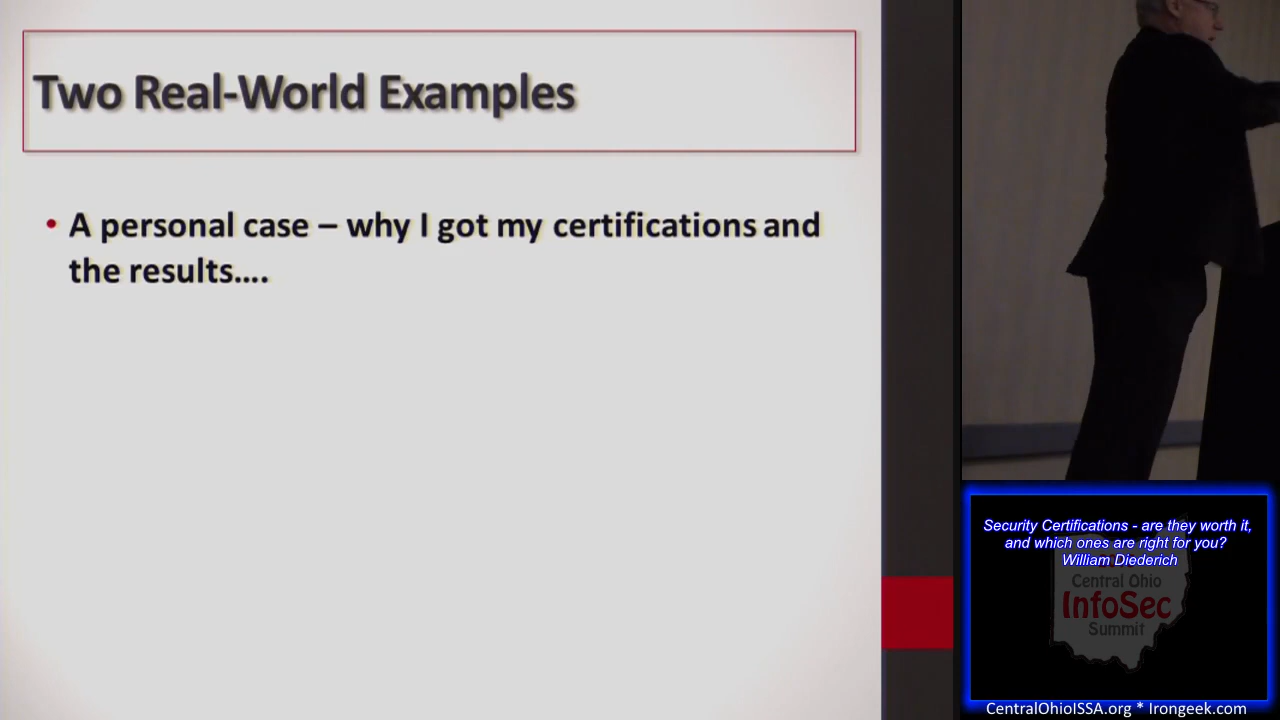 Two Real-World Examples
• A personal case – why I got my certifications and
the results....
Security Certifications - are they worth it,
and which ones are right for you?
William Diederich
Central Ohio
InfoSec
Summit
CentralOhioISSA.org * Irongeek.com